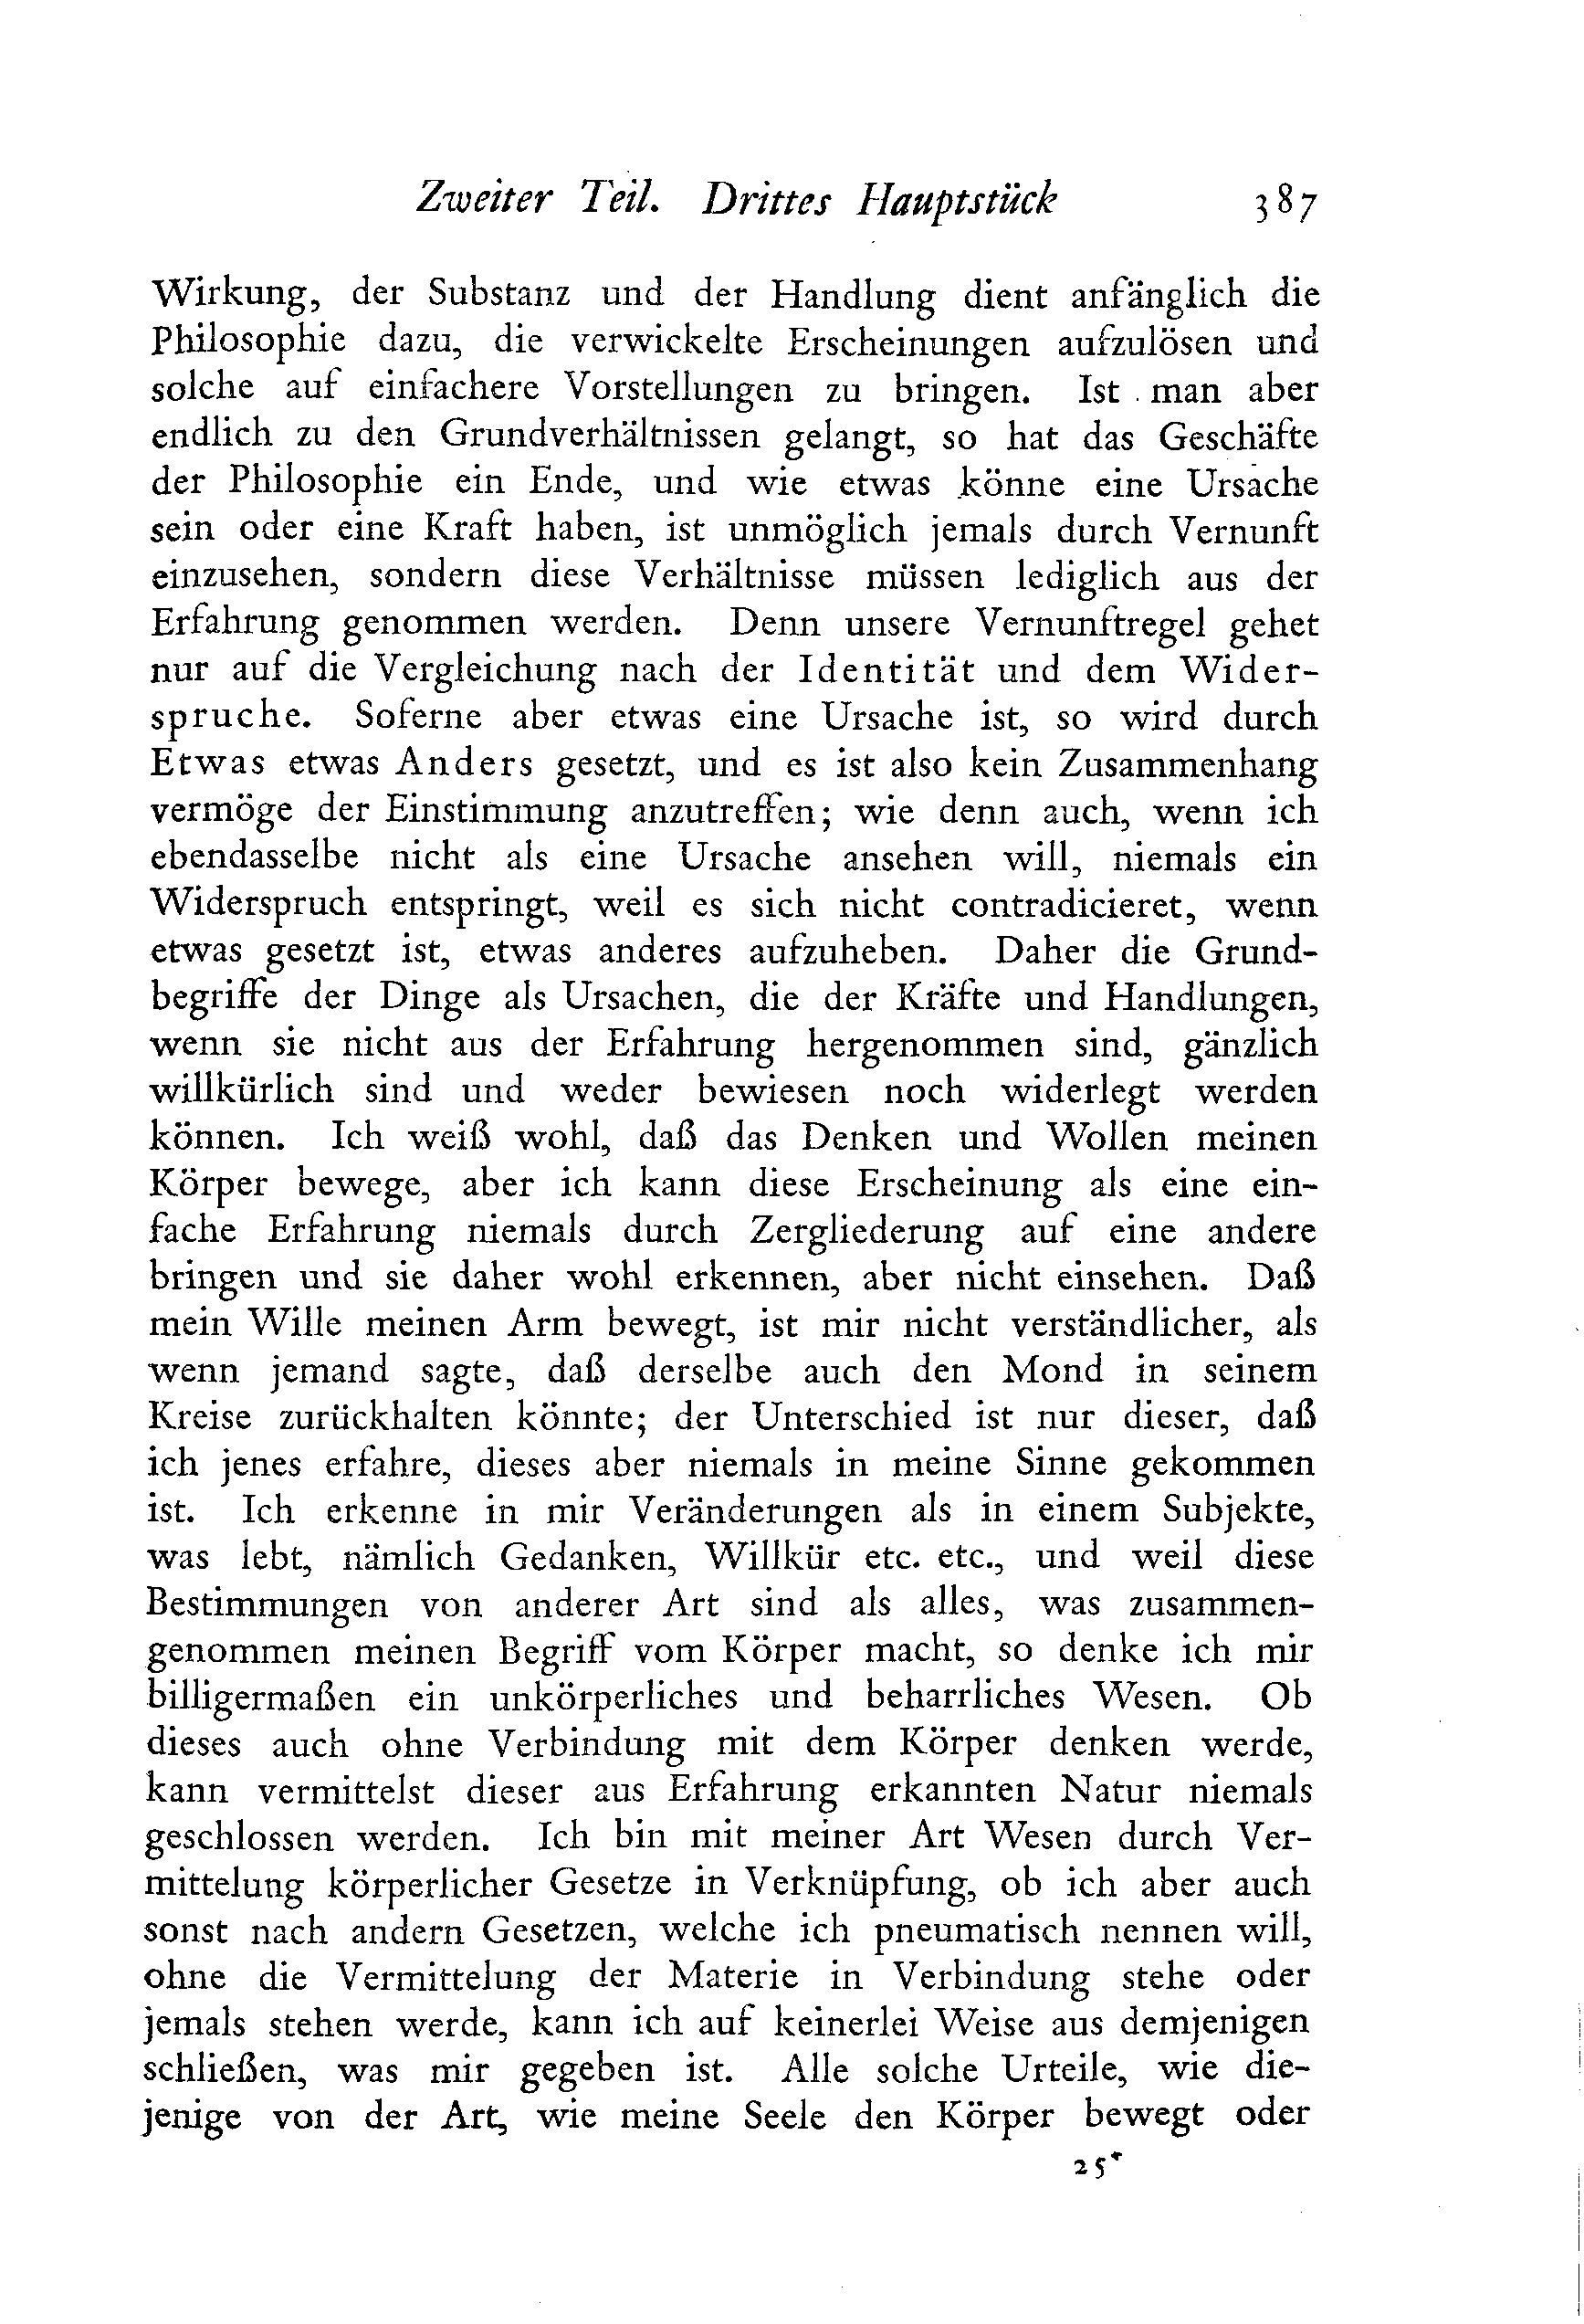 Zweiter Teil. Drittes Hauptstück 387
Wirkung, der Substanz und der Handlung dient anfänglich die
Philosophie dazu, die verwickelte Erscheinungen aufzulösen und
solche auf einfachere Vorstellungen zu bringen. Ist man aber
endlich zu den Grundverhältnissen gelangt, so hat das Geschäfte
der Philosophie ein Ende, und wie etwas könne eine Ursache
sein oder eine Kraft haben, ist unmöglich jemals durch Vernunft
einzusehen, sondern diese Verhältnisse müssen lediglich aus der
Erfahrung genommen werden. Denn unsere Vernunftregel gehet
nur auf die Vergleichung nach der Identität und dem Wider-
spruche. Soferne aber etwas eine Ursache ist, so wird durch
Etwas etwas Anders gesetzt, und es ist also kein Zusammenhang
vermöge der Einstimmung anzutreffen; wie denn auch, wenn ich
ebendasselbe nicht als eine Ursache ansehen will, niemals ein
Widerspruch entspringt, weil es sich nicht contradicieret, wenn
etwas gesetzt ist, etwas anderes aufzuheben. Daher die Grund-
begriffe der Dinge als Ursachen, die der Kräfte und Handlungen,
wenn sie nicht aus der Erfahrung hergenommen sind, gänzlich
willkürlich sind und weder bewiesen noch widerlegt werden
können. Ich weiß wohl, daß das Denken und Wollen meinen
Körper bewege, aber ich kann diese Erscheinung als eine ein-
fache Erfahrung niemals durch Zergliederung auf eine andere
bringen und sie daher wohl erkennen, aber nicht einsehen. Daß
mein Wille meinen Arm bewegt, ist mir nicht verständlicher, als
wenn jemand sagte, daß derselbe auch den Mond in seinem
Kreise zurückhalten könnte; der Unterschied ist nur dieser, daß
ich jenes erfahre, dieses aber niemals in meine Sinne gekommen
ist. Ich erkenne in mir Veränderungen als in einem Subjekte,
was lebt, nämlich Gedanken, Willkür etc. etc., und weil diese
Bestimmungen von anderer Art sind als alles, was zusammen-
genommen meinen Begriff vom Körper macht, so denke ich mir
billigermaßen ein unkörperliches und beharrliches Wesen. Ob
dieses auch ohne Verbindung mit dem Körper denken werde,
kann vermittelst dieser aus Erfahrung erkannten Natur niemals
geschlossen werden. Ich bin mit meiner Art Wesen durch Ver-
mittelung körperlicher Gesetze in Verknüpfung, ob ich aber auch
sonst nach andern Gesetzen, welche ich pneumatisch nennen will,
ohne die Vermittelung der Materie in Verbindung stehe oder
jemals stehen werde, kann ich auf keinerlei Weise aus demjenigen
schließen, was mir gegeben ist. Alle solche Urteile, wie die-
jenige von der Art, wie meine Seele den Körper bewegt oder
25*